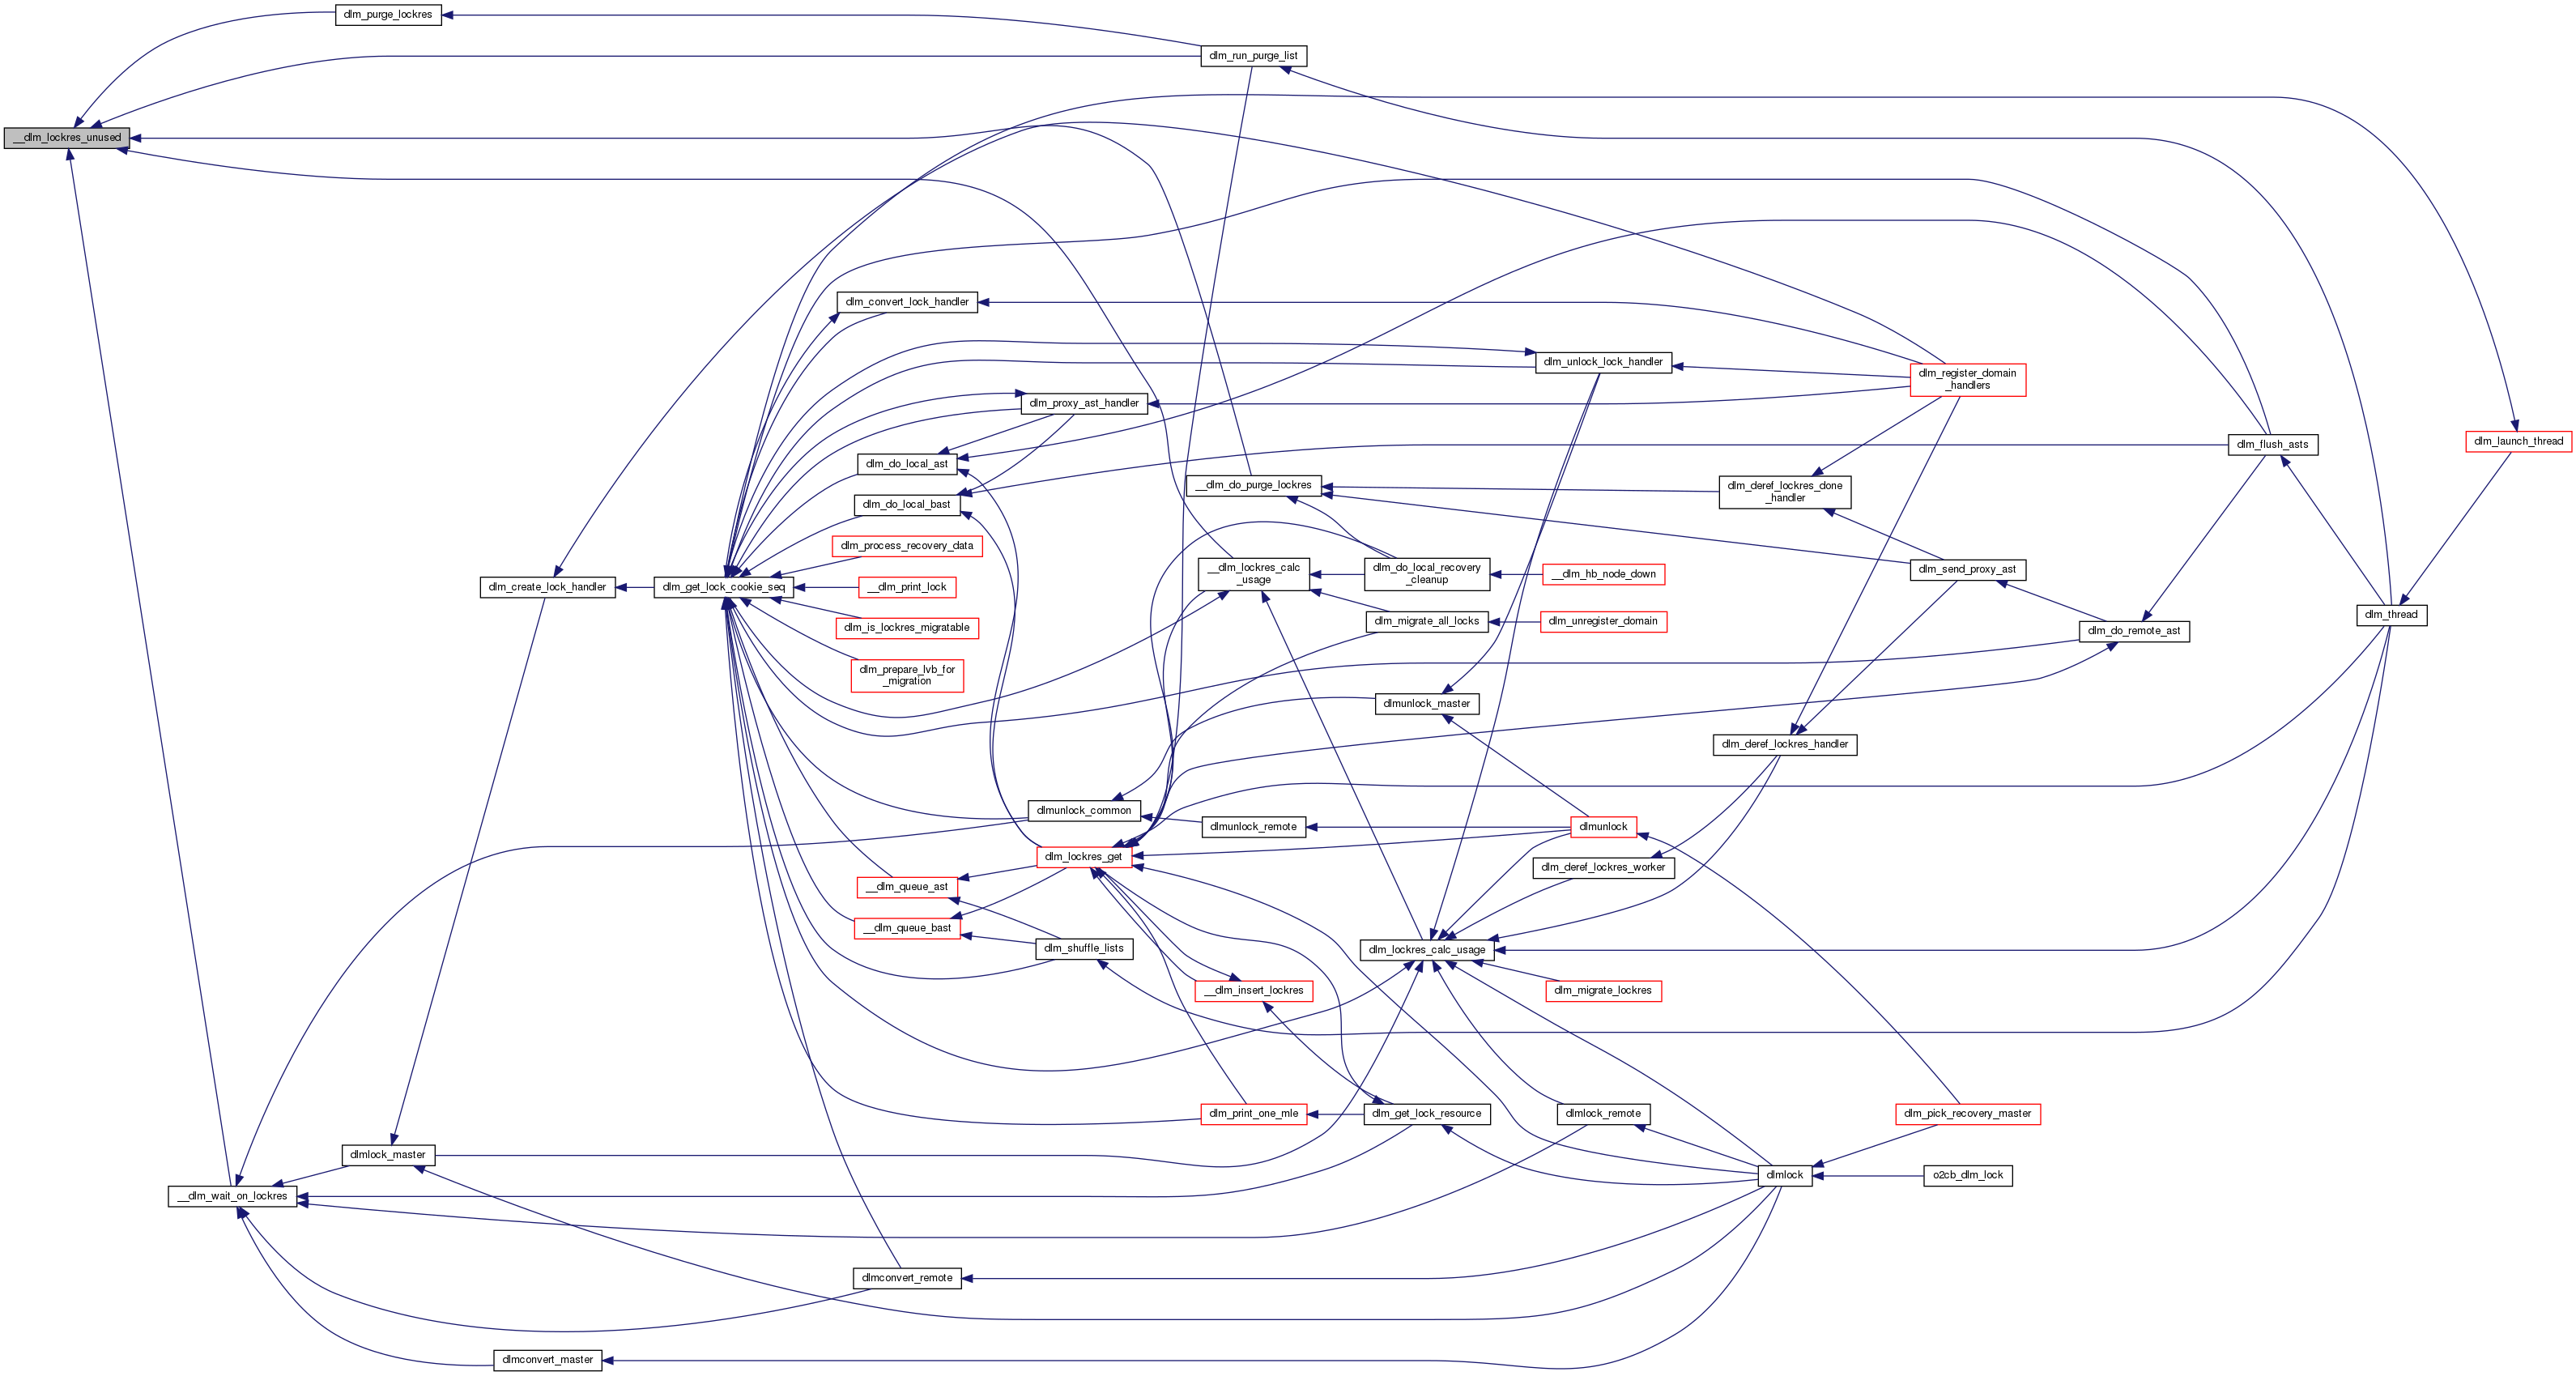 dlm_purge_lockres
dlm_run_purge_list
__dlm_lockres_unused
dlm_convert_lock_handler
dlm_unlock_lock_handler
dlm_register_domain
_handlers
dlm_proxy_ast_handler
dlm_flush_asts
dlm_launch_thread
dlm_do_local_ast
__dlm_do_purge_lockres
dlm_deref_lockres_done
_handler
dlm_do_local_bast
dlm_process_recovery_data
__dlm_lockres_calc
_usage
dlm_do_local_recovery
_cleanup
__dlm_hb_node_down
dlm_send_proxy_ast
dlm_create_lock_handler
dlm_get_lock_cookie_seq
__dlm_print_lock
dlm_thread
dlm_is_lockres_migratable
dlm_migrate_all_locks
dlm_unregister_domain
dlm_do_remote_ast
dlm_prepare_lvb_for
_migration
dlmunlock_master
dlm_deref_lockres_handler
dlmunlock_common
dlmunlock_remote
dlmunlock
dlm_lockres_get
dlm_deref_lockres_worker
__dlm_queue_ast
__dlm_queue_bast
dlm_shuffle_lists
dlm_lockres_calc_usage
__dlm_insert_lockres
dlm_migrate_lockres
dlm_print_one_mle
dlm_get_lock_resource
dlmlock_remote
dlm_pick_recovery_master
dlmlock_master
dlmlock
o2cb_dlm_lock
__dlm_wait_on_lockres
dlmconvert_remote
dlmconvert_master